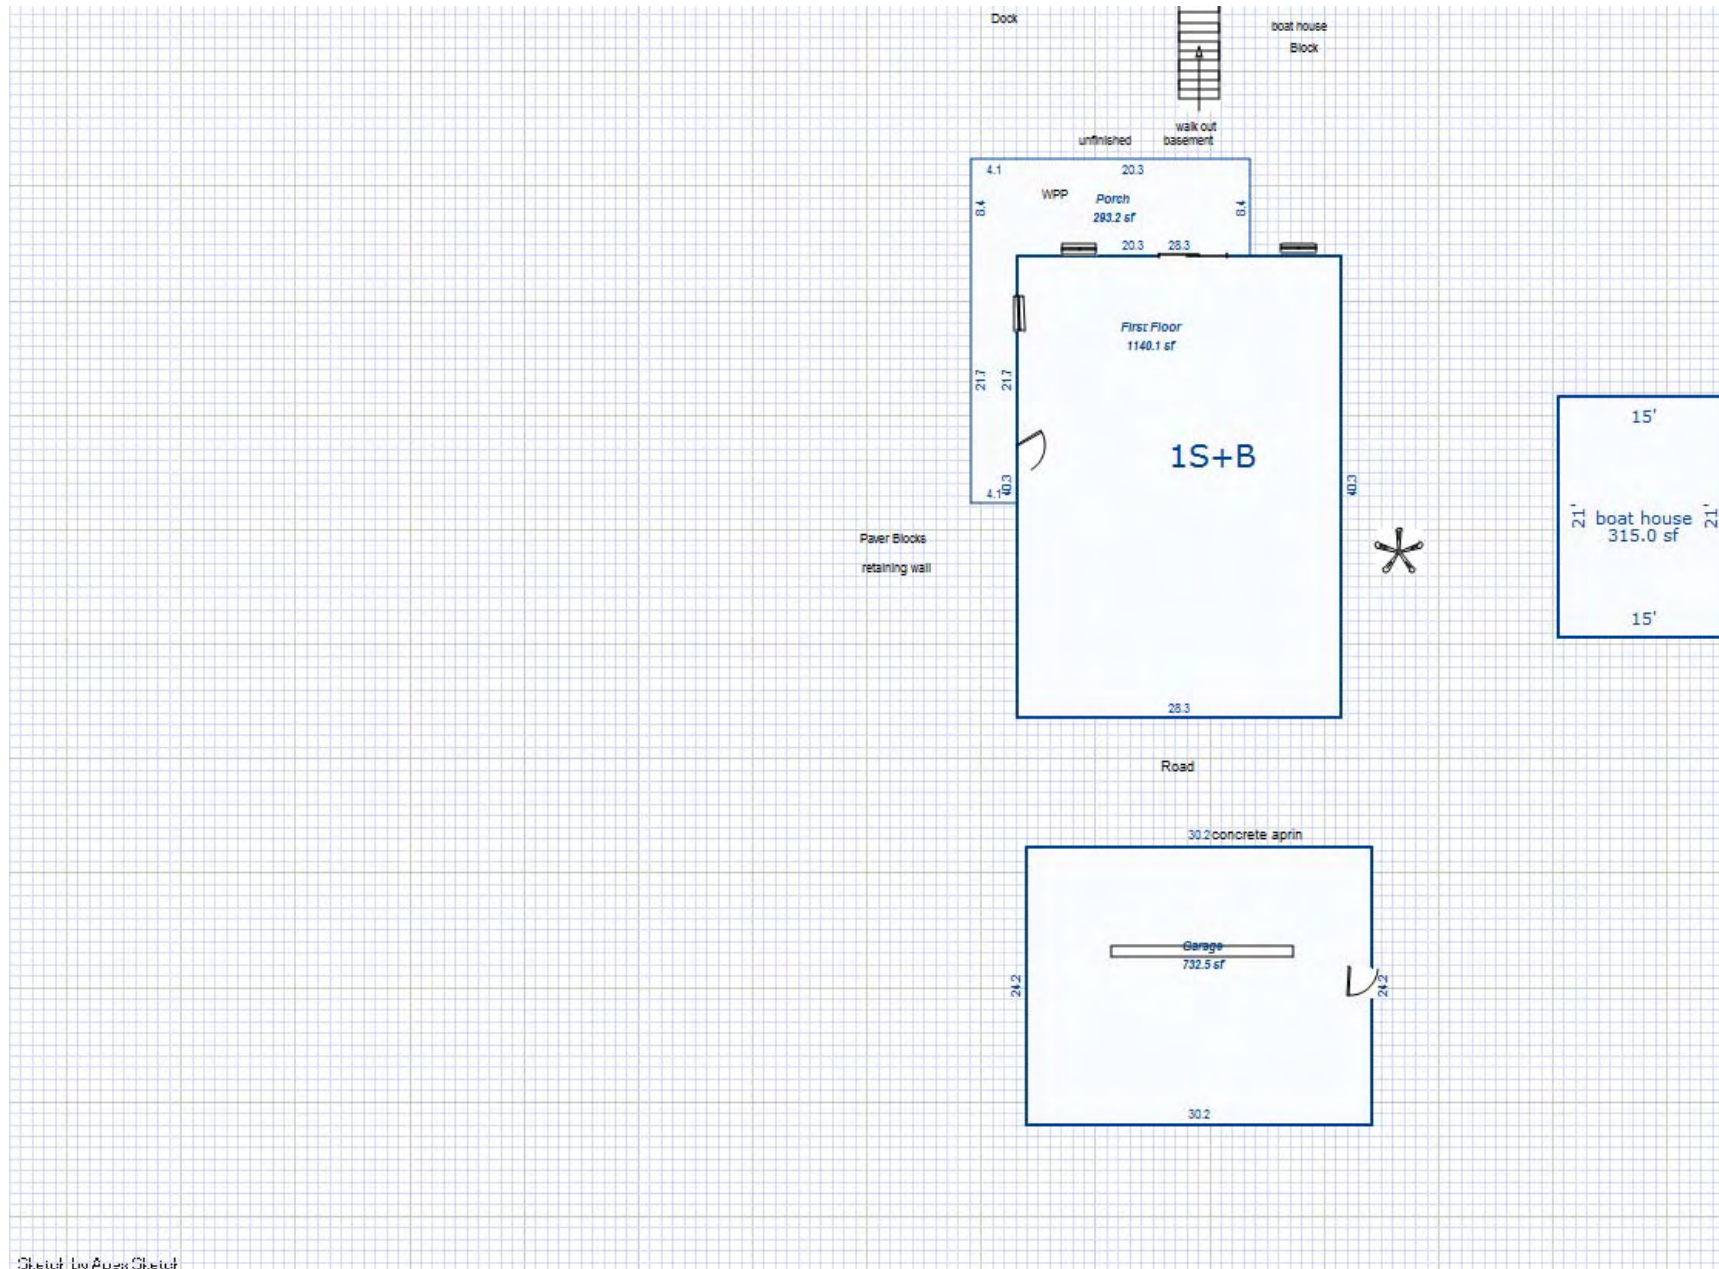 Dock
boat house
Block
walk out
unfinished basement
4.1 20.3
WPP
Porch
293.2 sf
8.4
8.4
20.3 28.3
First Floor
1140.1 sf
21.7
21.7
1S+B
4.1
40.3
40.3
15'
21'
boat house
315.0 sf
21'
15'
Paver Blocks
retaining wall
28.3
Road
30.2 concrete aprin
Garage
732.5 sf
24.2
24.2
30.2
Sketch by Apex Sketch